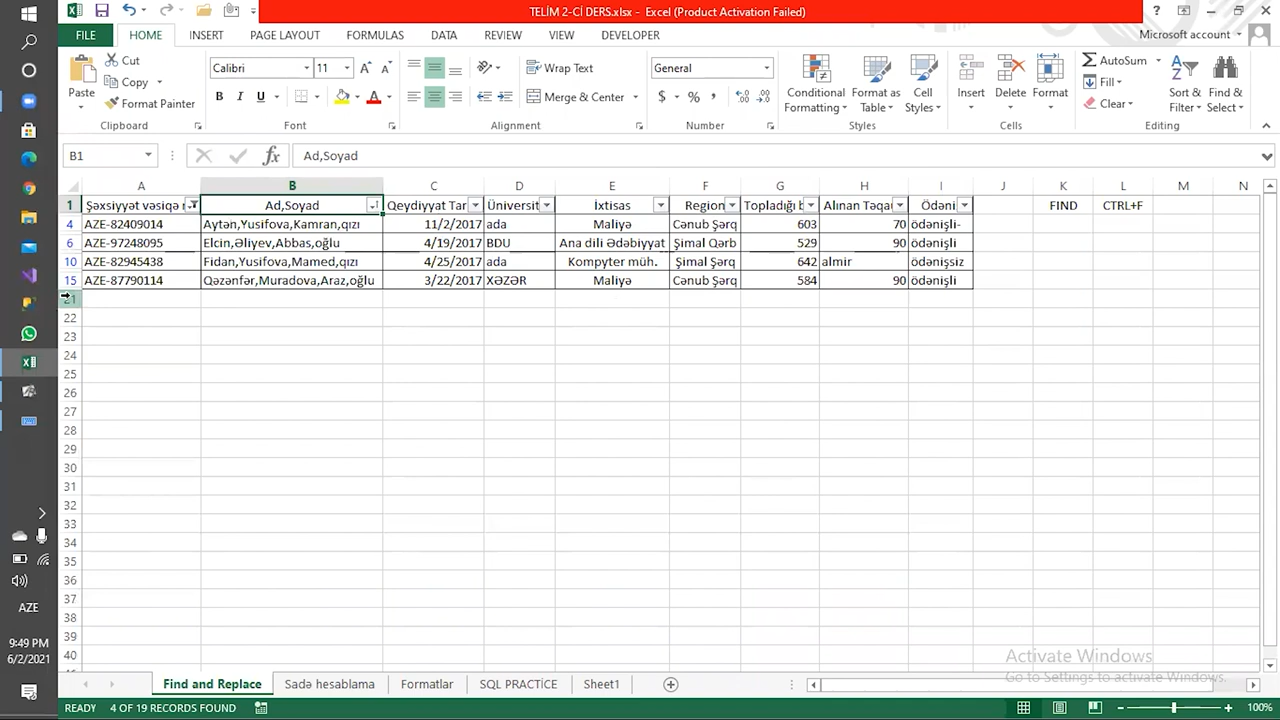 TELİM 2-Cİ DERS.xlsx - Excel (Product Activation Failed)
FILE HOME INSERT PAGE LAYOUT FORMULAS DATA REVIEW VIEW DEVELOPER Microsoft account
Paste Cut Copy Format Painter
Clipboard
Calibri 11
B I U A
Font
Wrap Text
Merge & Center
Alignment
General
$ % ,
Number
Conditional Formatting Format as Table Cell Styles
Styles
Insert Delete Format
Cells
AutoSum Fill Clear Sort & Filter Find & Select
Editing
B1 fx Ad,Soyad
A B C D E F G H I J K L M N
1 Şəxsiyyət vəsiqə Ad,Soyad Qeydiyyat Tar Üniversit İxtisas Region Topladığı b Alınan Təqa Ödəni FIND CTRL+F
4 AZE-82409014 Aytən,Yusifova,Kamran,qızı 11/2/2017 ada Maliyə Cənub Şərq 603 70 ödənişli-
6 AZE-97248095 Elcin,Əliyev,Abbas,oğlu 4/19/2017 BDU Ana dili Ədəbiyyat Şimal Qərb 529 90 ödənişli
10 AZE-82945438 Fidan,Yusifova,Mamed,qızı 4/25/2017 ada Kompyter müh. Şimal Şərq 642 almir ödənişsiz
15 AZE-87790114 Qəzənfər,Muradova,Araz,oğlu 3/22/2017 XƏZƏR Maliyə Cənub Şərq 584 90 ödənişli
21
22
23
24
25
26
27
28
29
30
31
32
33
34
35
36
37
38
39
40
AZE
9:49 PM
6/2/2021
Activate Windows
Go to Settings to activate Windows.
Find and Replace Sadə hesablama Formatlar SQL PRACTİCE Sheet1
READY 4 OF 19 RECORDS FOUND 100%